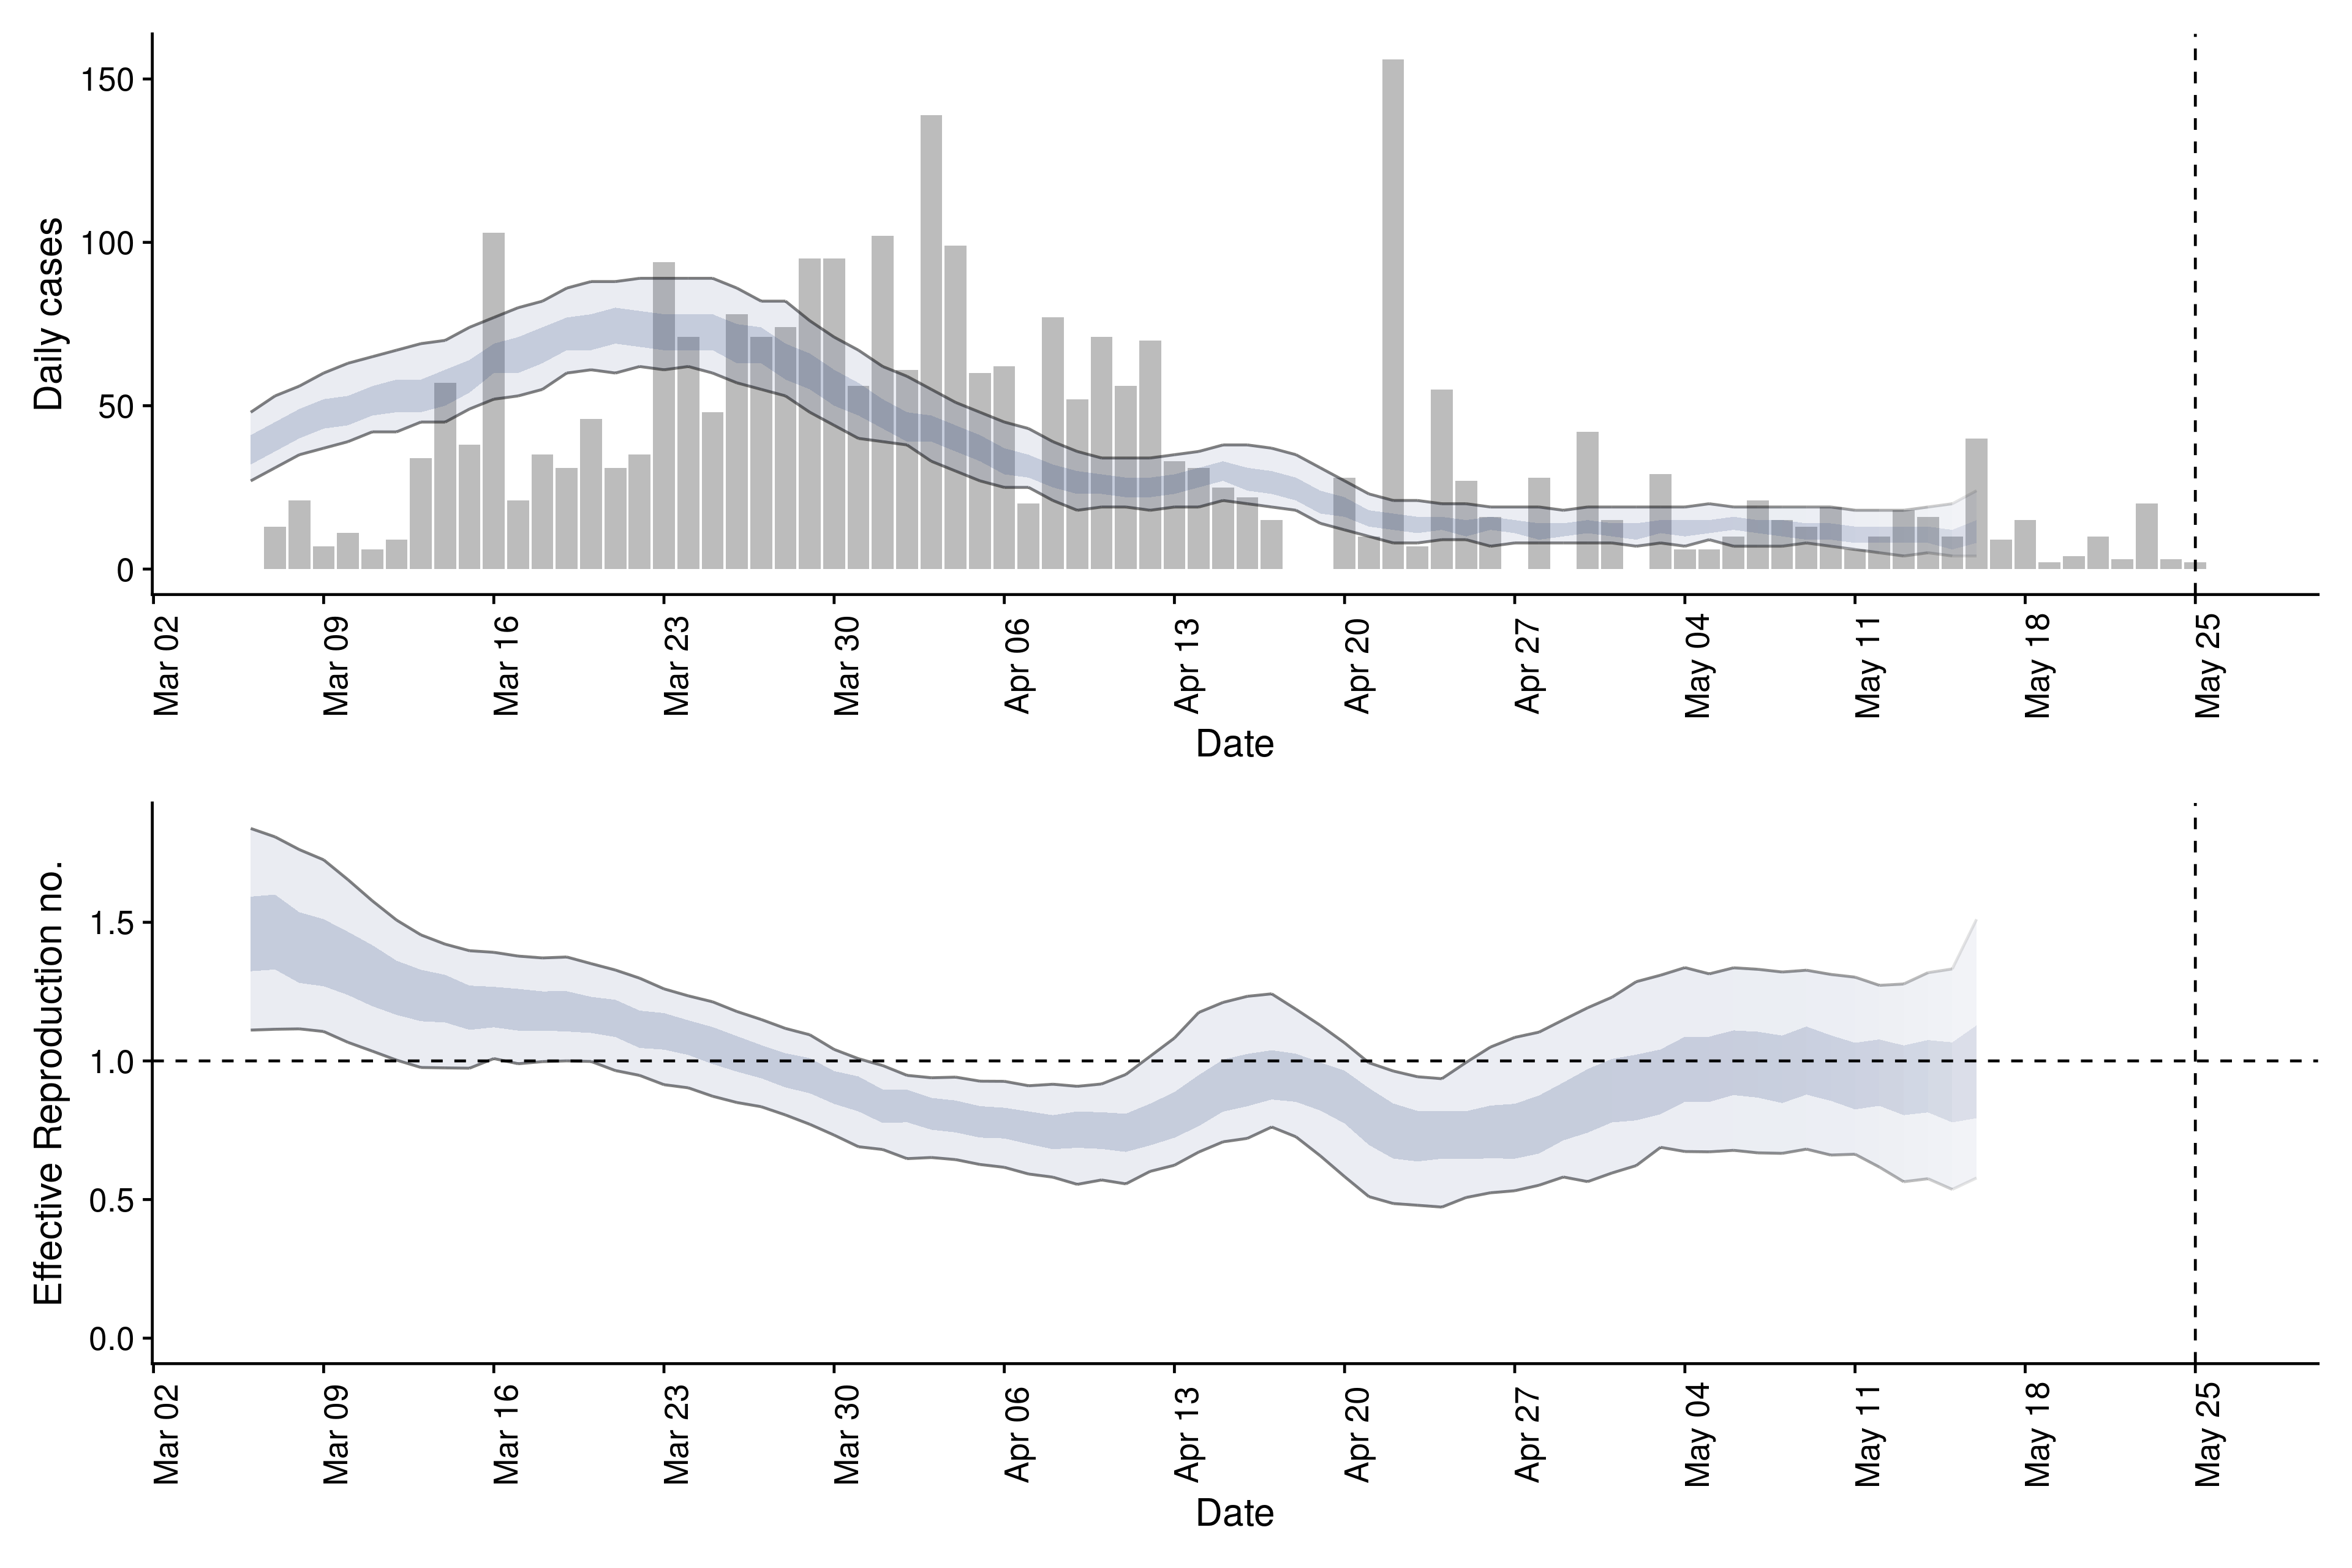 Daily cases
150
100
50
0
Mar 02
Mar 09
Mar 16
Mar 23
Mar 30
Apr 06
Apr 13
Apr 20
Apr 27
May 04
May 11
May 18
May 25
Date
Effective Reproduction no.
1.5
1.0
0.5
0.0
Mar 02
Mar 09
Mar 16
Mar 23
Mar 30
Apr 06
Apr 13
Apr 20
Apr 27
May 04
May 11
May 18
May 25
Date